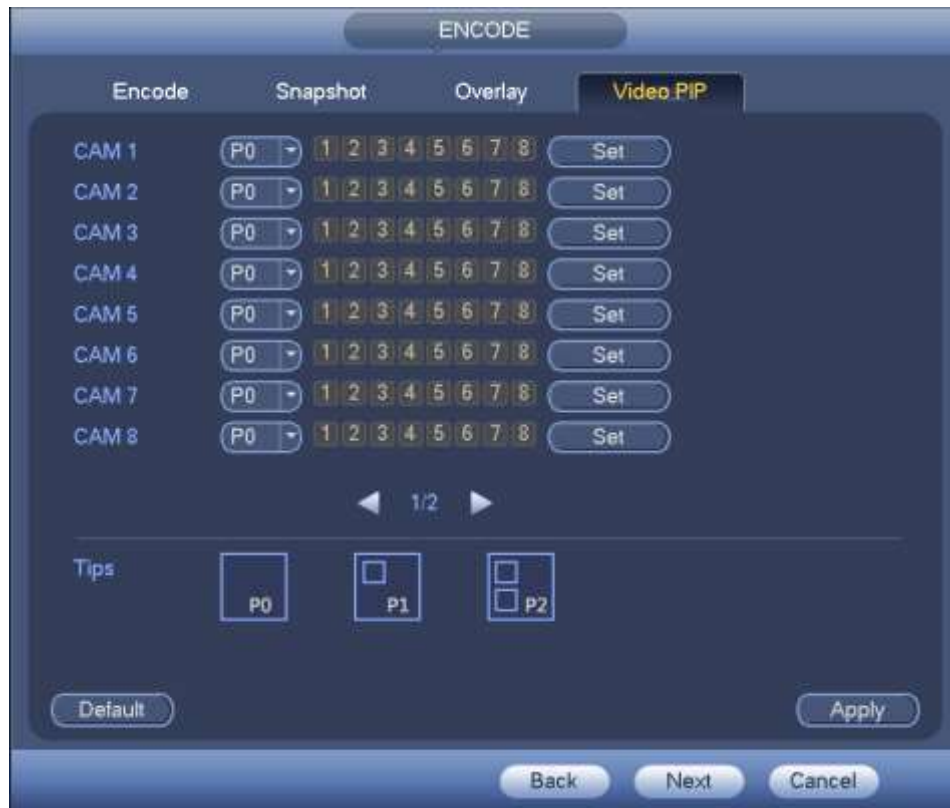 ENCODE
Encode Snapshot Overlay Video PIP
CAM 1 P0 1 2 3 4 5 6 7 8 Set
CAM 2 P0 1 2 3 4 5 6 7 8 Set
CAM 3 P0 1 2 3 4 5 6 7 8 Set
CAM 4 P0 1 2 3 4 5 6 7 8 Set
CAM 5 P0 1 2 3 4 5 6 7 8 Set
CAM 6 P0 1 2 3 4 5 6 7 8 Set
CAM 7 P0 1 2 3 4 5 6 7 8 Set
CAM 8 P0 1 2 3 4 5 6 7 8 Set
1/2
Tips P0 P1 P2
Default Apply
Back Next Cancel